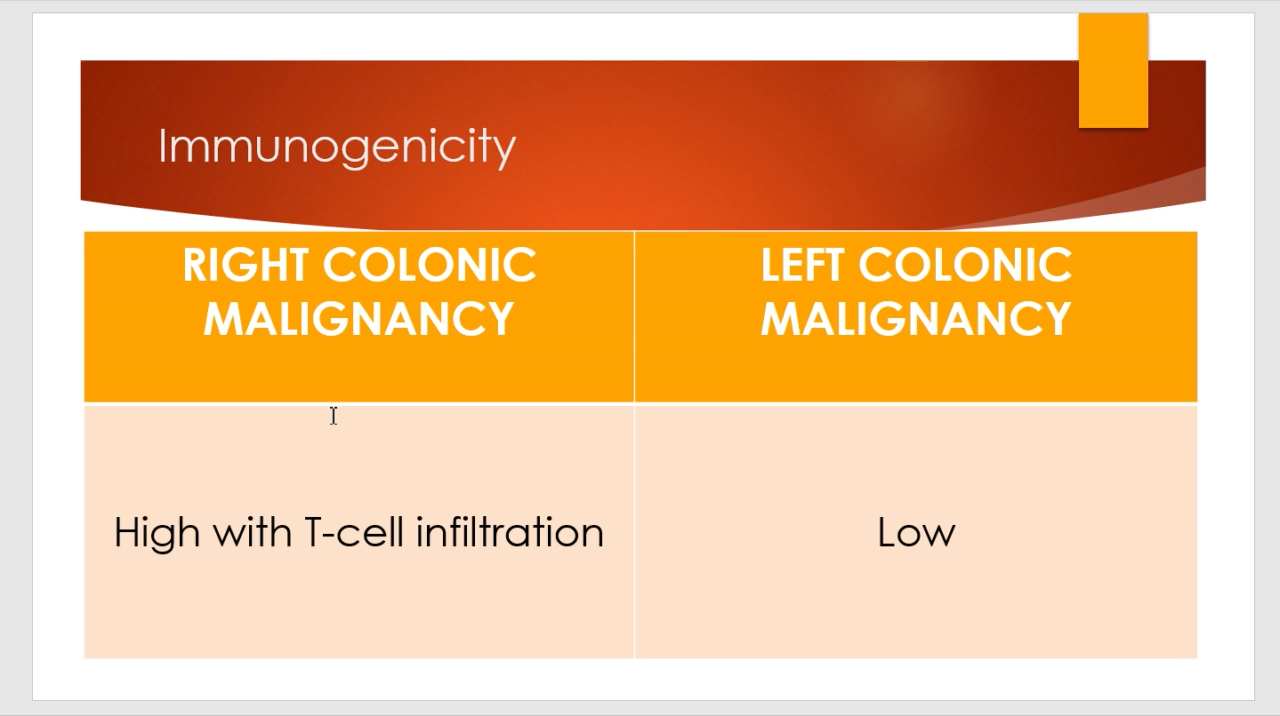 Immunogenicity
RIGHT COLONIC
MALIGNANCY
LEFT COLONIC
MALIGNANCY
High with T-cell infiltration
Low